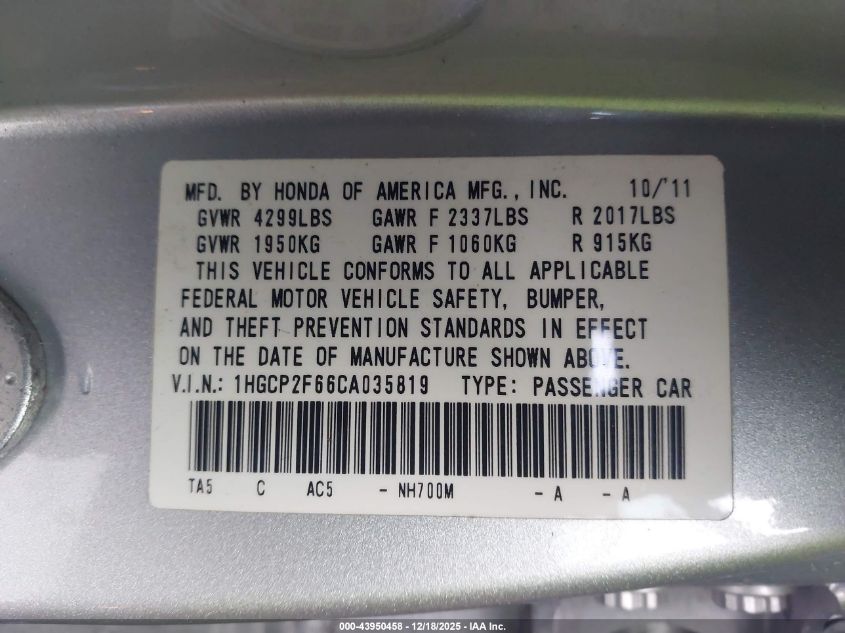 MFD. BY HONDA OF AMERICA MFG., INC. 10/'11
GVWR 4299LBS GAWR F 2337LBS R 2017LBS
GVWR 1950KG GAWR F 1060KG R 915KG
THIS VEHICLE CONFORMS TO ALL APPLICABLE
FEDERAL MOTOR VEHICLE SAFETY, BUMPER,
AND THEFT PREVENTION STANDARDS IN EFFECT
ON THE DATE OF MANUFACTURE SHOWN ABOVE.
V.I.N.: 1HGCP2F66CA035819 TYPE: PASSENGER CAR
TA5 C AC5 - NH700M - A - A
000-43950458 - 12/18/2025 - IAA Inc.